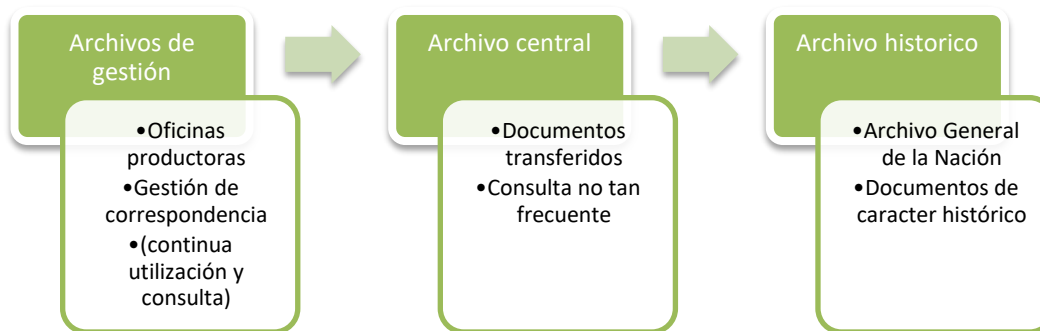 Archivos de
gestión
•Oficinas
productoras
•Gestión de
correspondencia
•(continua
utilización y
consulta)
Archivo central
•Documentos
transferidos
•Consulta no tan
frecuente
Archivo historico
•Archivo General
de la Nación
•Documentos de
caracter histórico